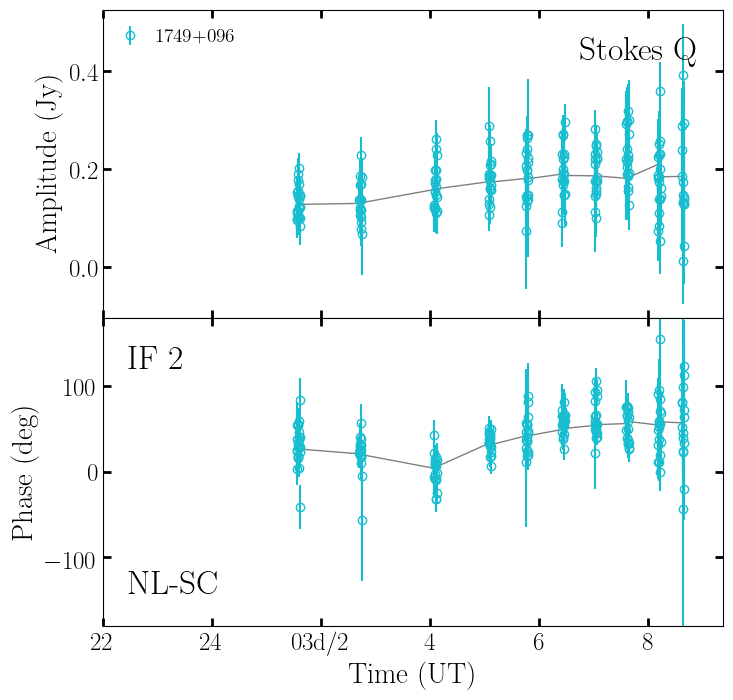 1749+096
Stokes Q
0.4
0.2
0.0
Amplitude (Jy)
IF 2
100
0
−100
Phase (deg)
NL-SC
22 24 03d/2 4 6 8
Time (UT)